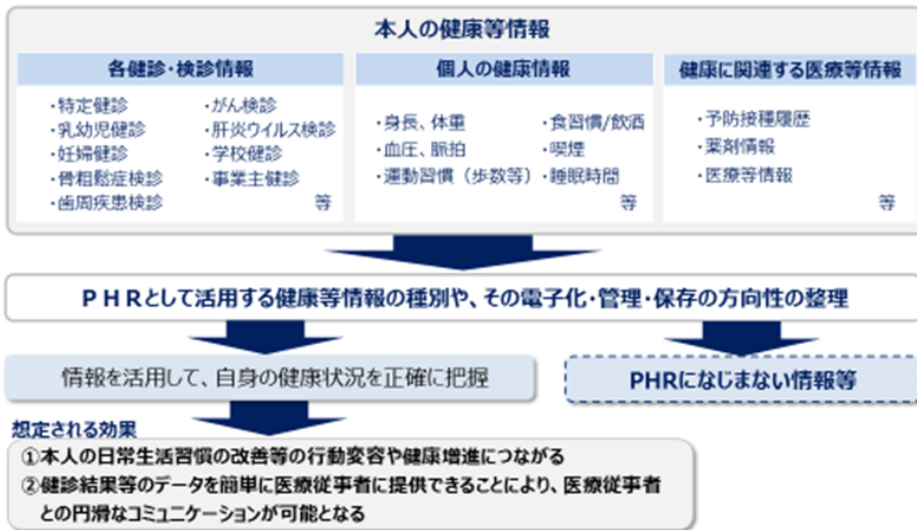 本人の健康等情報
各健診・検診情報
・特定健診
・乳幼児健診
・妊婦健診
・骨粗鬆症検診
・歯周疾患検診
・がん検診
・肝炎ウイルス検診
・学校健診
・事業主健診
等
個人の健康情報
・身長、体重
・血圧、脈拍
・運動習慣（歩数等）
・食習慣/飲酒
・喫煙
・睡眠時間
等
健康に関連する医療等情報
・予防接種履歴
・薬剤情報
・医療等情報
等
ＰＨＲとして活用する健康等情報の種別や、その電子化・管理・保存の方向性の整理
情報を活用して、自身の健康状況を正確に把握
PHRになじまない情報等
想定される効果
①本人の日常生活習慣の改善等の行動変容や健康増進につながる
②健診結果等のデータを簡単に医療従事者に提供できることにより、医療従事者
との円滑なコミュニケーションが可能となる